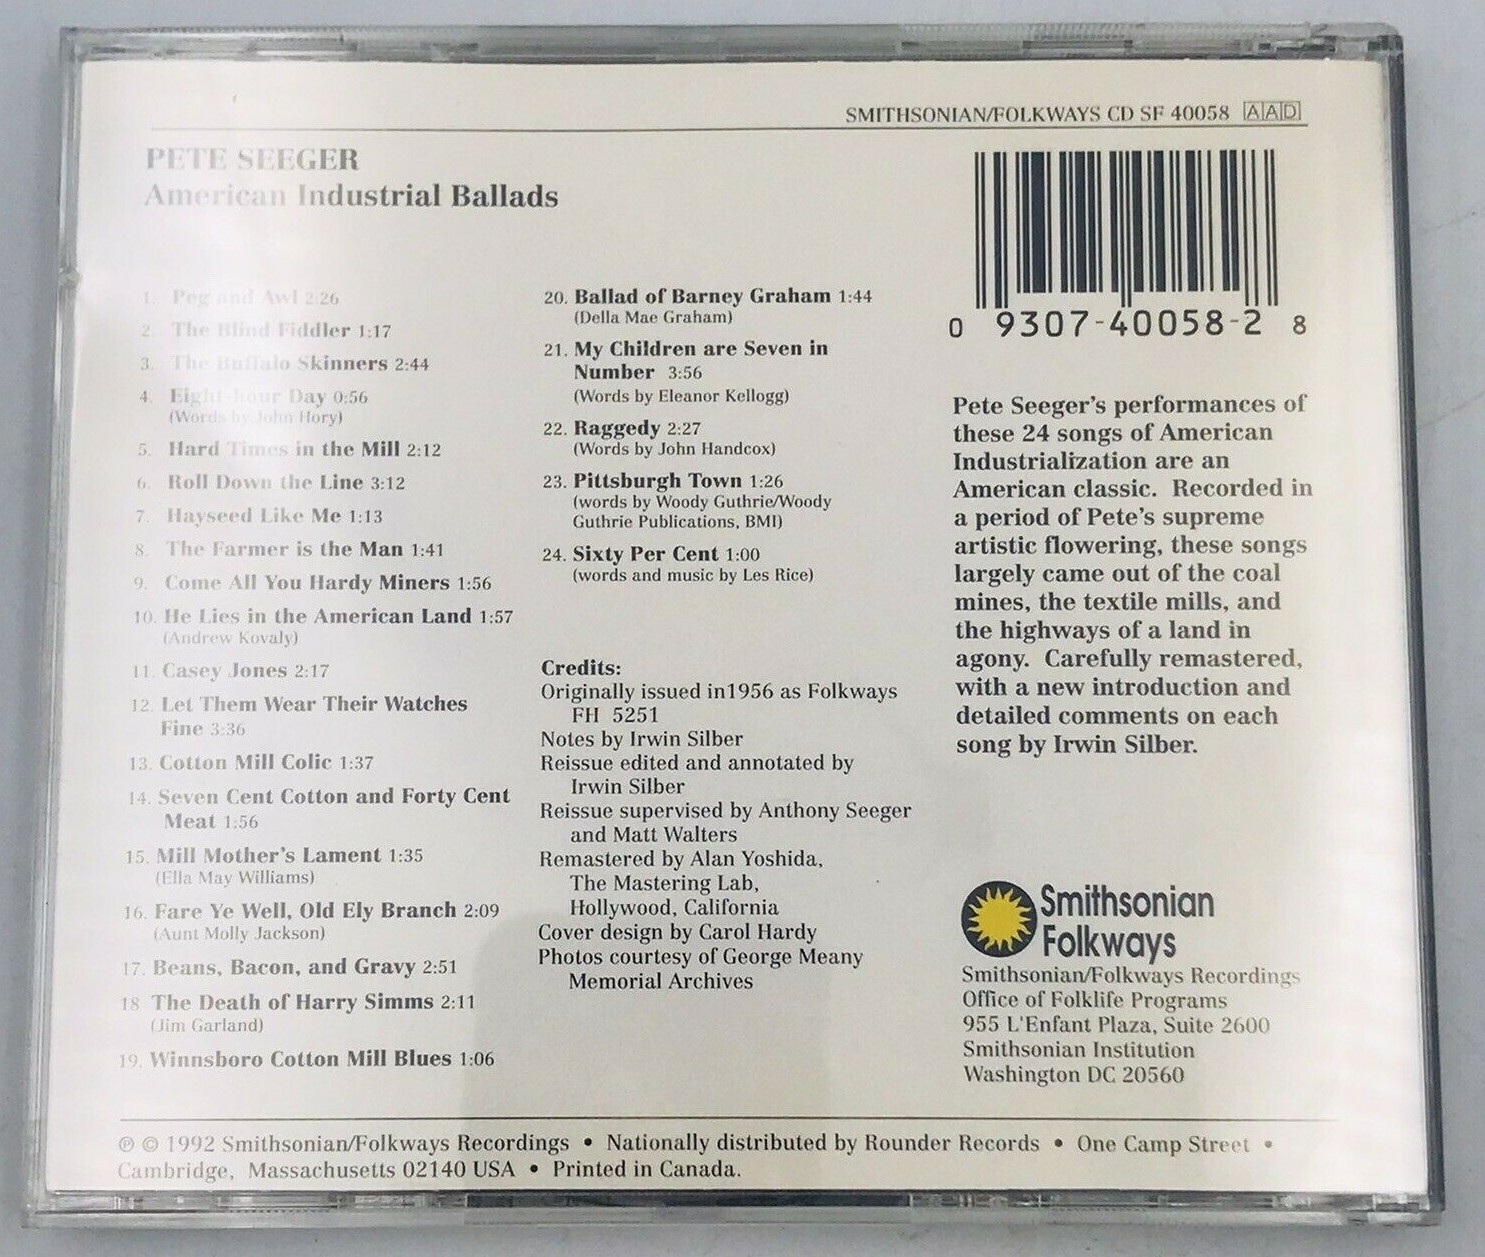 SMITHSONIAN/FOLKWAYS CD SF 40058 AAD
PETE SEEGER
American Industrial Ballads
1. Peg and Awl 2:26
2. The Blind Fiddler 1:17
3. The Buffalo Skinners 2:44
4. Eight-hour Day 0:56
(Words by John Hory)
5. Hard Times in the Mill 2:12
6. Roll Down the Line 3:12
7. Hayseed Like Me 1:13
8. The Farmer is the Man 1:41
9. Come All You Hardy Miners 1:56
10. He Lies in the American Land 1:57
(Andrew Kovaly)
11. Casey Jones 2:17
12. Let Them Wear Their Watches
Fine 3:36
13. Cotton Mill Colic 1:37
14. Seven Cent Cotton and Forty Cent
Meat 1:56
15. Mill Mother's Lament 1:35
(Ella May Williams)
16. Fare Ye Well, Old Ely Branch 2:09
(Aunt Molly Jackson)
17. Beans, Bacon, and Gravy 2:51
18 The Death of Harry Simms 2:11
(Jim Garland)
19. Winnsboro Cotton Mill Blues 1:06
20. Ballad of Barney Graham 1:44
(Della Mae Graham)
21. My Children are Seven in
Number 3:56
(Words by Eleanor Kellogg)
22. Raggedy 2:27
(Words by John Handcox)
23. Pittsburgh Town 1:26
(words by Woody Guthrie/Woody
Guthrie Publications, BMI)
24. Sixty Per Cent 1:00
(words and music by Les Rice)
Credits:
Originally issued in1956 as Folkways
FH 5251
Notes by Irwin Silber
Reissue edited and annotated by
Irwin Silber
Reissue supervised by Anthony Seeger
and Matt Walters
Remastered by Alan Yoshida,
The Mastering Lab,
Hollywood, California
Cover design by Carol Hardy
Photos courtesy of George Meany
Memorial Archives
0 9307-40058-2 8
Pete Seeger's performances of
these 24 songs of American
Industrialization are an
American classic. Recorded in
a period of Pete's supreme
artistic flowering, these songs
largely came out of the coal
mines, the textile mills, and
the highways of a land in
agony. Carefully remastered,
with a new introduction and
detailed comments on each
song by Irwin Silber.
Smithsonian
Folkways
Smithsonian/Folkways Recordings
Office of Folklife Programs
955 L'Enfant Plaza, Suite 2600
Smithsonian Institution
Washington DC 20560
℗ © 1992 Smithsonian/Folkways Recordings • Nationally distributed by Rounder Records • One Camp Street •
Cambridge, Massachusetts 02140 USA • Printed in Canada.